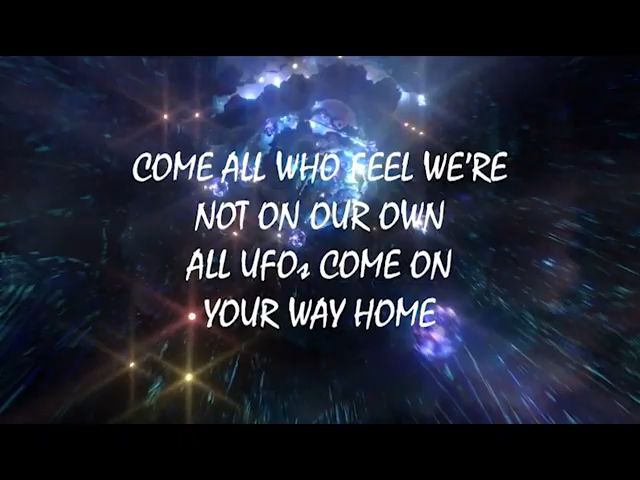 COME ALL WHO FEEL WE'RE
NOT ON OUR OWN
ALL UFOs COME ON
YOUR WAY HOME